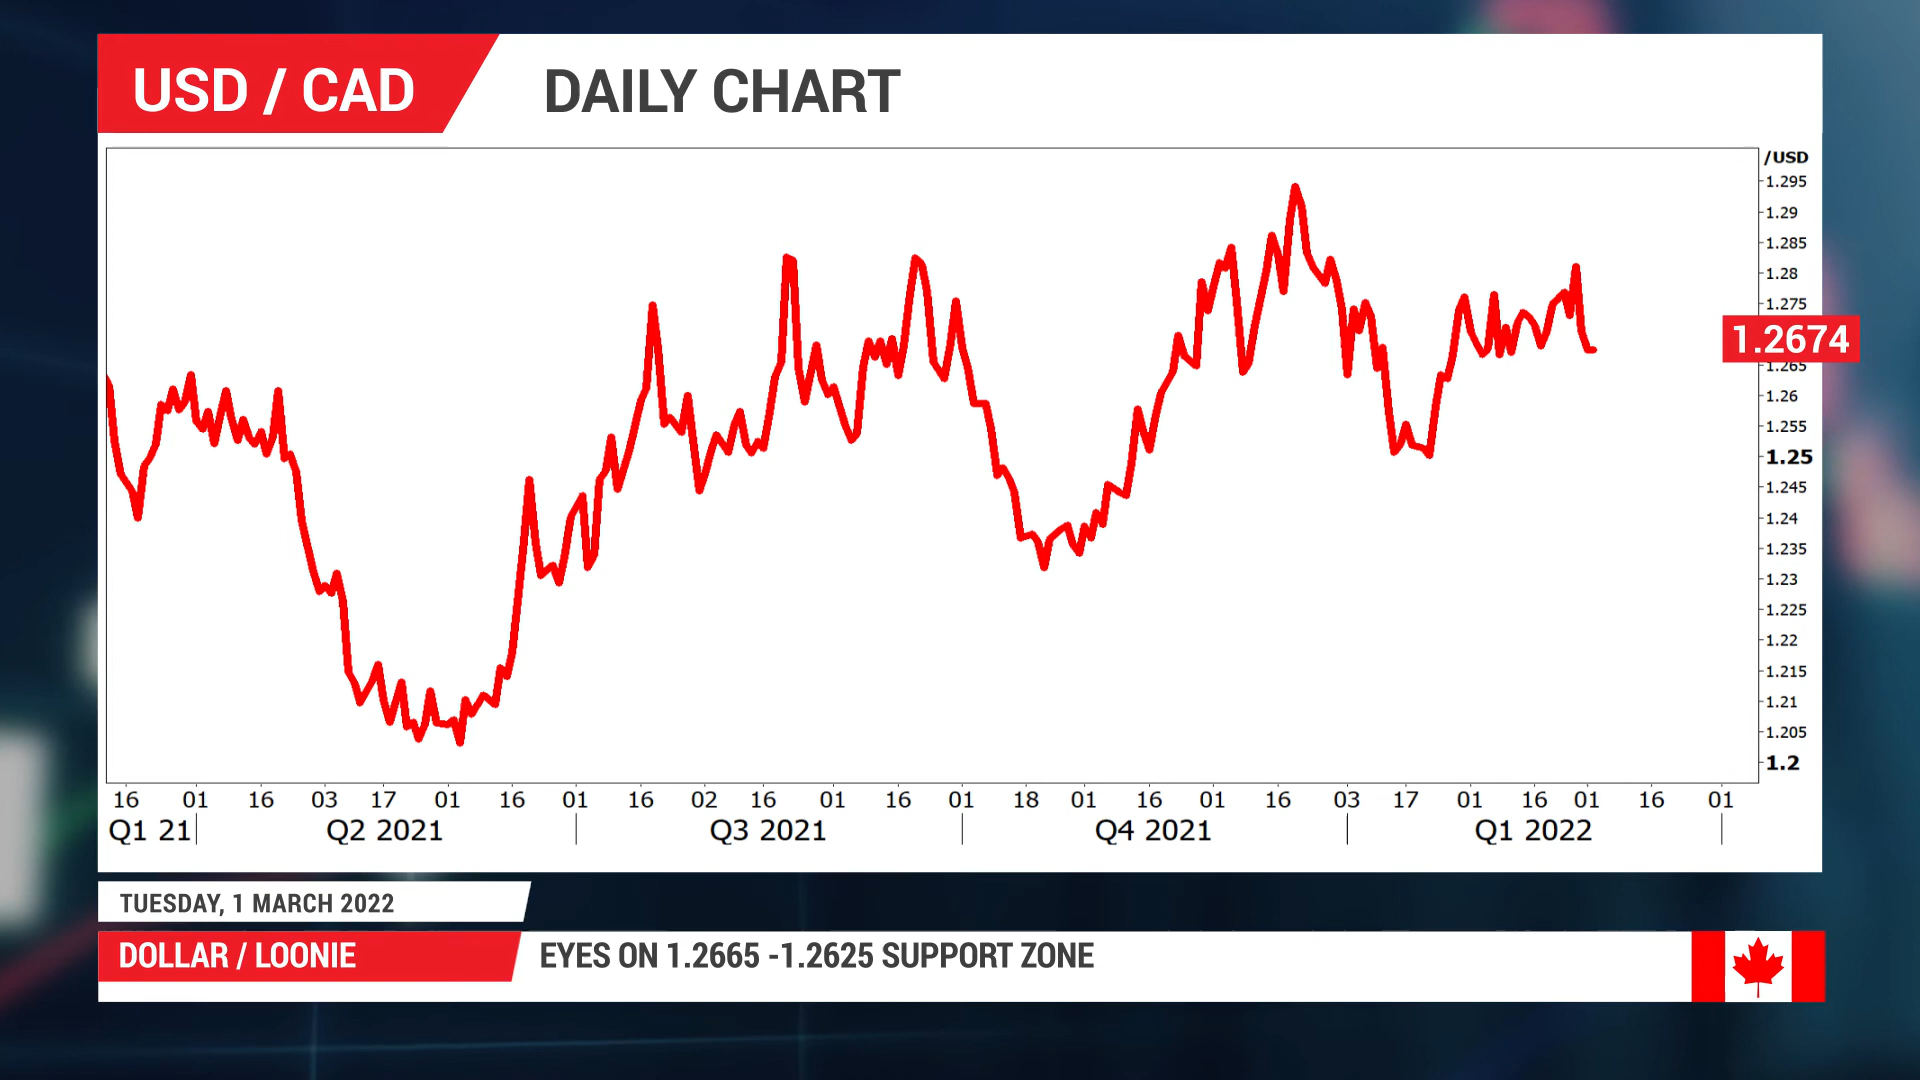 USD / CAD
DAILY CHART
/USD
1.295
1.29
1.285
1.28
1.275
1.2674
1.265
1.26
1.255
1.25
1.245
1.24
1.235
1.23
1.225
1.22
1.215
1.21
1.205
1.2
16 01 16 03 17 01 16 01 16 02 16 01 16 01 18 01 16 01 16 03 17 01 16 01 16 01
Q1 21 Q2 2021 Q3 2021 Q4 2021 Q1 2022
TUESDAY, 1 MARCH 2022
DOLLAR / LOONIE
EYES ON 1.2665 -1.2625 SUPPORT ZONE